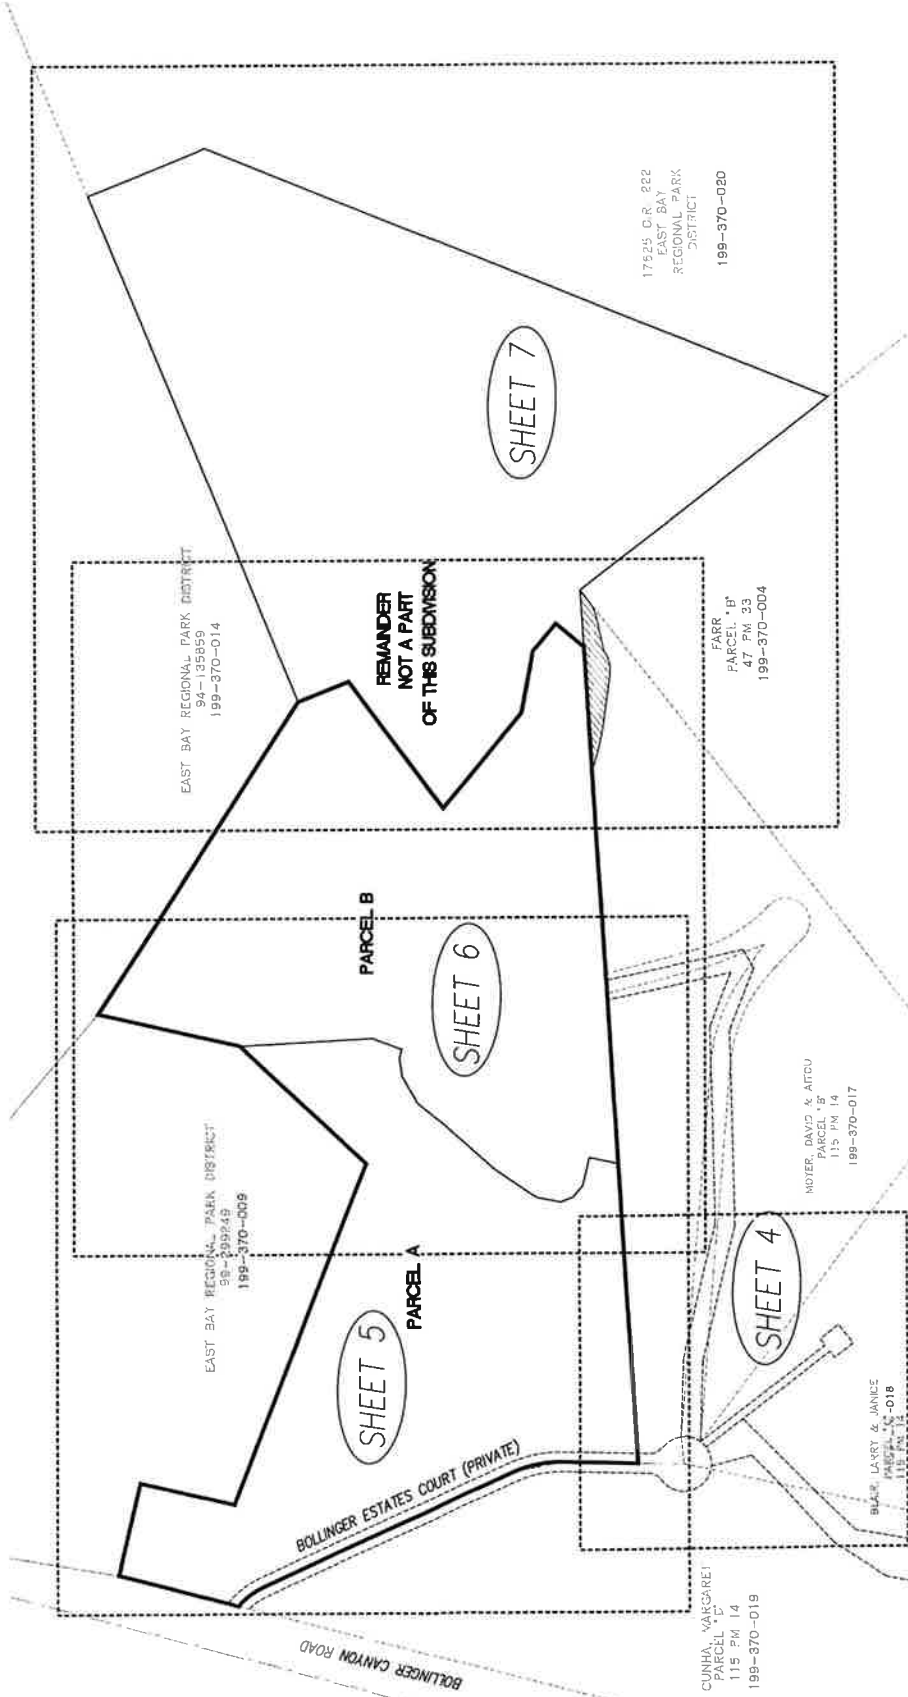 17625 O.R. 222
EAST BAY
REGIONAL PARK
DISTRICT
199-370-020
SHEET 7
EAST BAY REGIONAL PARK DISTRICT
94-135859
199-370-014
REMAINDER
NOT A PART
OF THIS SUBDIVISION
FARR
PARCEL "B"
47 PM 33
199-370-004
PARCEL B
SHEET 6
EAST BAY REGIONAL PARK DISTRICT
99-299249
199-370-009
PARCEL A
SHEET 5
MOYER, DAVID &
PARCEL "B"
115 PM 14
199-370-017
SHEET 4
BLAIR, LARRY & JANICE
-018
115 PM 14
BOLLINGER ESTATES COURT (PRIVATE)
CUNHA, MARGARET
PARCEL "D"
115 PM 14
199-370-019
BOLLINGER CANYON ROAD